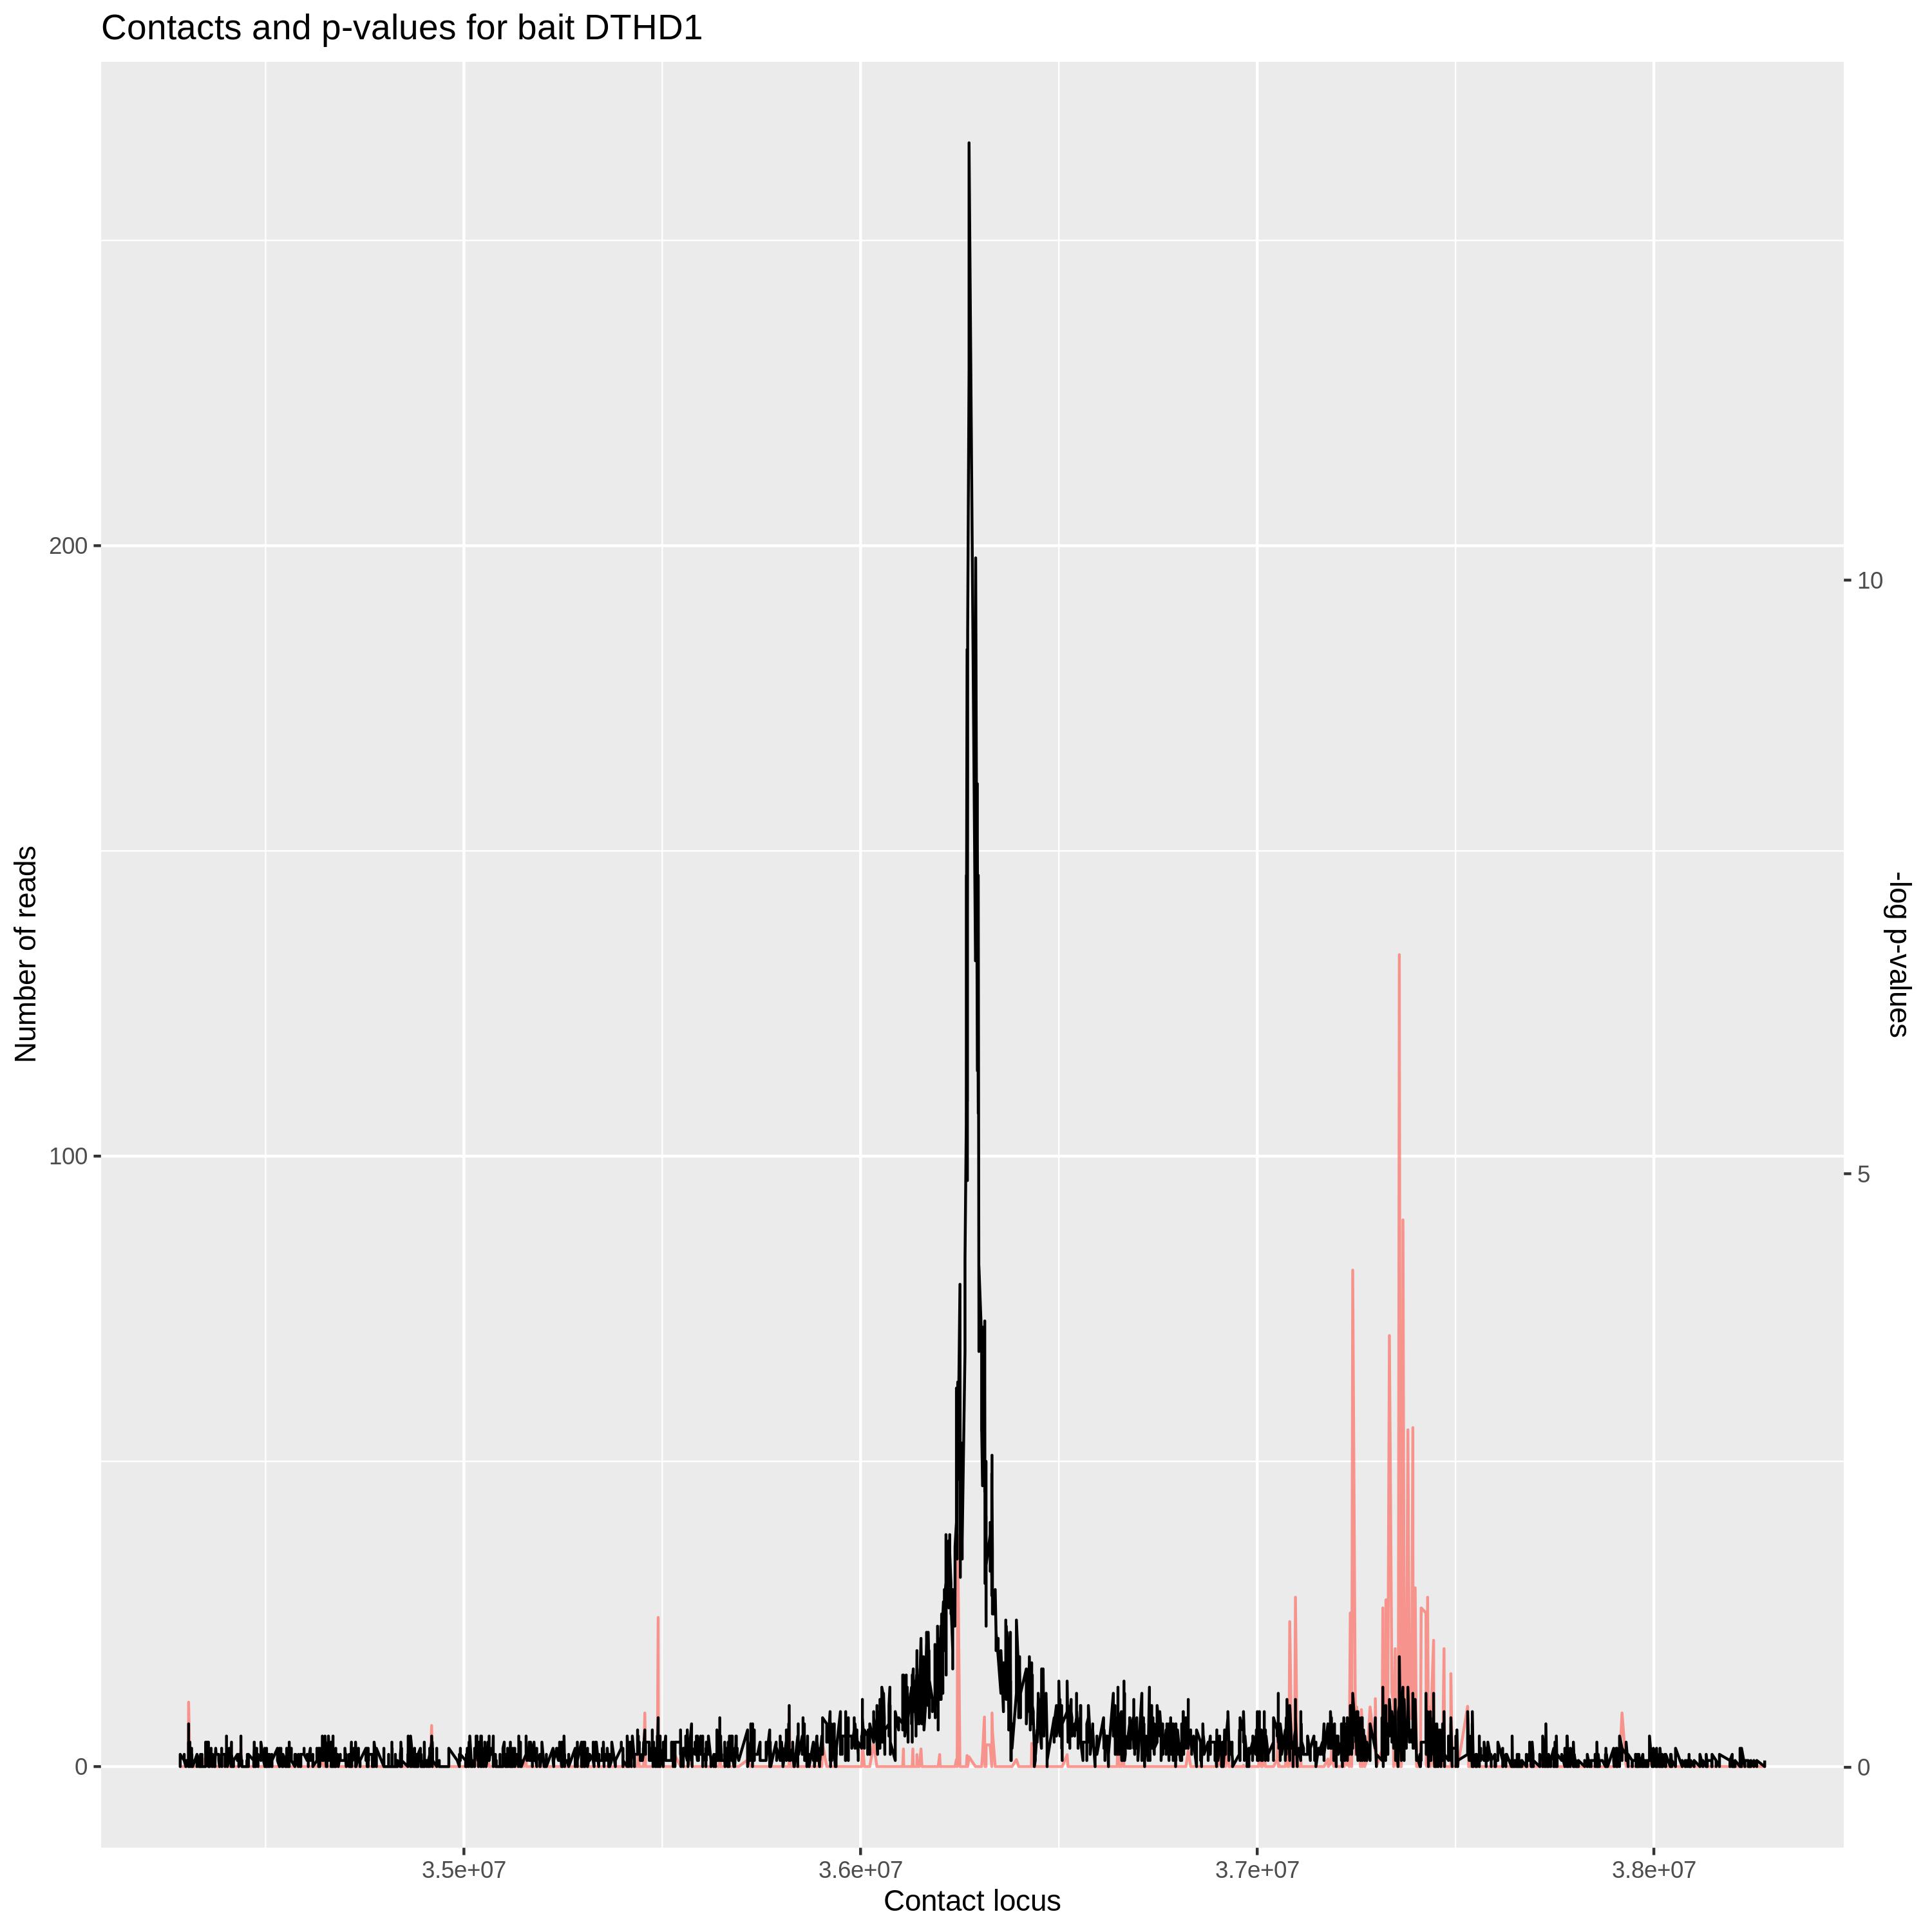 Contacts and p-values for bait DTHD1
Number of reads
200
100
0
10
5
0
-log p-values
3.5e+07
3.6e+07
3.7e+07
3.8e+07
Contact locus